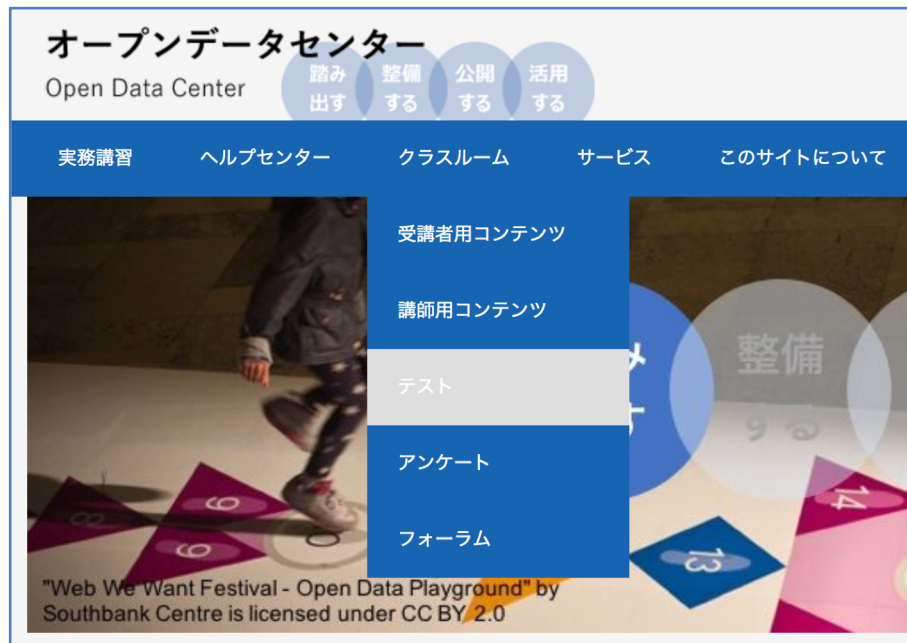 オープンデータセンター
Open Data Center
踏み
出す
整備
する
公開
する
活用
する
実務講習
ヘルプセンター
クラスルーム
サービス
このサイトについて
受講者用コンテンツ
講師用コンテンツ
テスト
アンケート
フォーラム
み
す
整備
する
8
9
9
13
14
"Web We Want Festival - Open Data Playground" by
Southbank Centre is licensed under CC BY 2.0